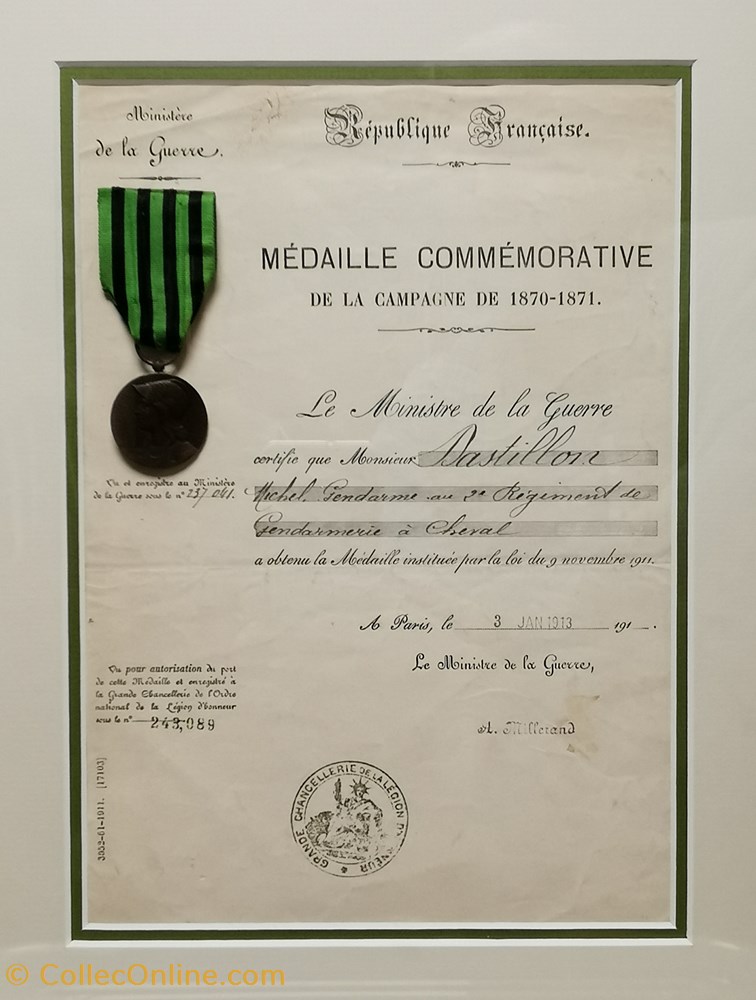 Ministère
de la Guerre.
République Française.
MÉDAILLE COMMÉMORATIVE
DE LA CAMPAGNE DE 1870-1871.
Le Ministre de la Guerre
certifie que Monsieur Dastillon
Michel, Gendarme au 2e Régiment de
Gendarmerie à Cheval
a obtenu la Médaille instituée par la loi du 9 novembre 1911.
Vu et enregistré au Ministère
de la Guerre sous le n° 237.041.
A Paris, le 3 JAN 1913 191 .
Le Ministre de la Guerre,
A. Millerand
Vu pour autorisation du port
de cette Médaille et enregistré à
la Grande Chancellerie de l'Ordre
national de la Légion d'honneur
sous le n° 243,089
GRANDE CHANCELLERIE DE LA LÉGION D'HONNEUR
3052-61-1911. [17103]
© CollecOnline.com